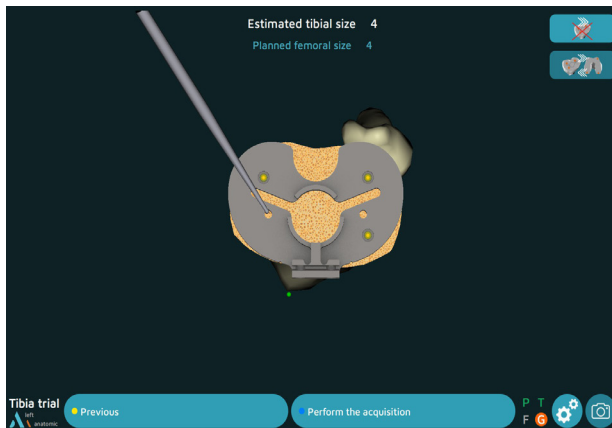 Estimated tibial size 4
Planned femoral size 4
Tibia trial
left
anatomic
Previous
Perform the acquisition
P T
F G